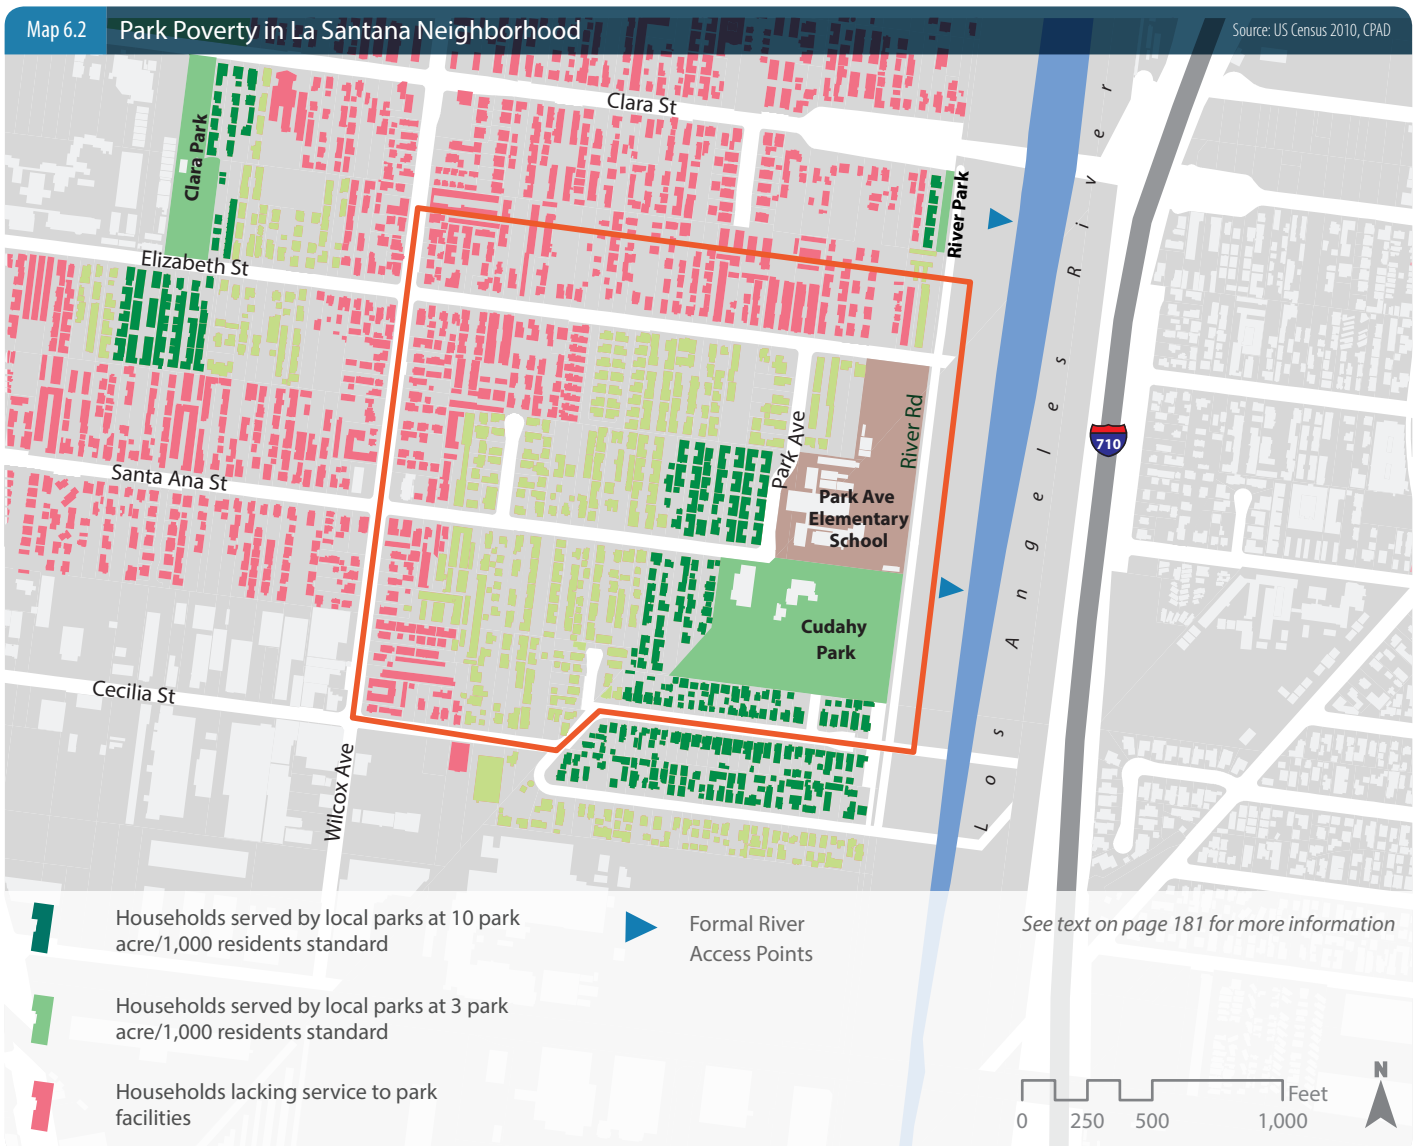 Map 6.2
Park Poverty in La Santana Neighborhood
Source: US Census 2010, CPAD
Clara St
Clara Park
River Park
Elizabeth St
Los Angeles River
River Rd
Park Ave
710
Santa Ana St
Park Ave
Elementary
School
Cudahy
Park
Cecilia St
Wilcox Ave
Households served by local parks at 10 park
acre/1,000 residents standard
Formal River
Access Points
See text on page 181 for more information
Households served by local parks at 3 park
acre/1,000 residents standard
Households lacking service to park
facilities
N
Feet
0 250 500 1,000